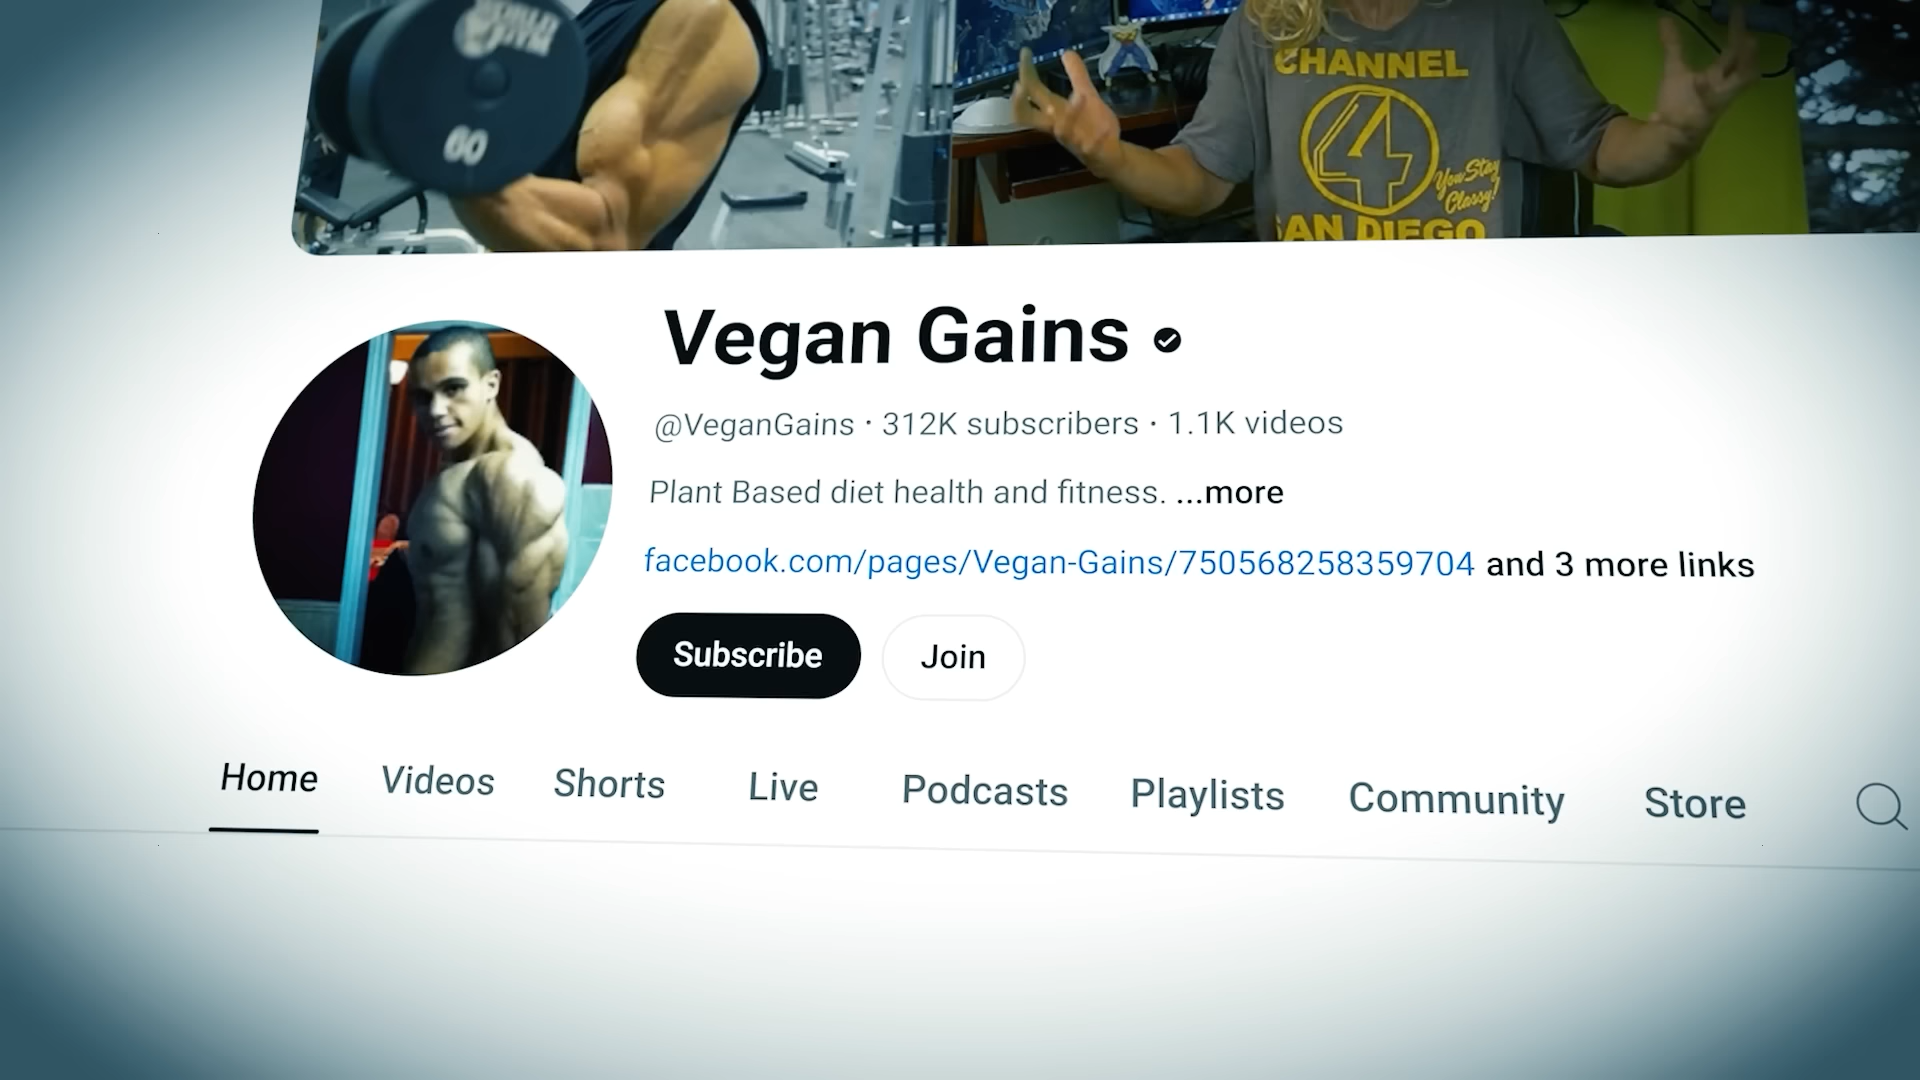 60
CHANNEL
4
You Stay
Classy!
SAN DIEGO
Vegan Gains
@VeganGains · 312K subscribers · 1.1K videos
Plant Based diet health and fitness. ...more
facebook.com/pages/Vegan-Gains/750568258359704 and 3 more links
Subscribe Join
Home Videos Shorts Live Podcasts Playlists Community Store